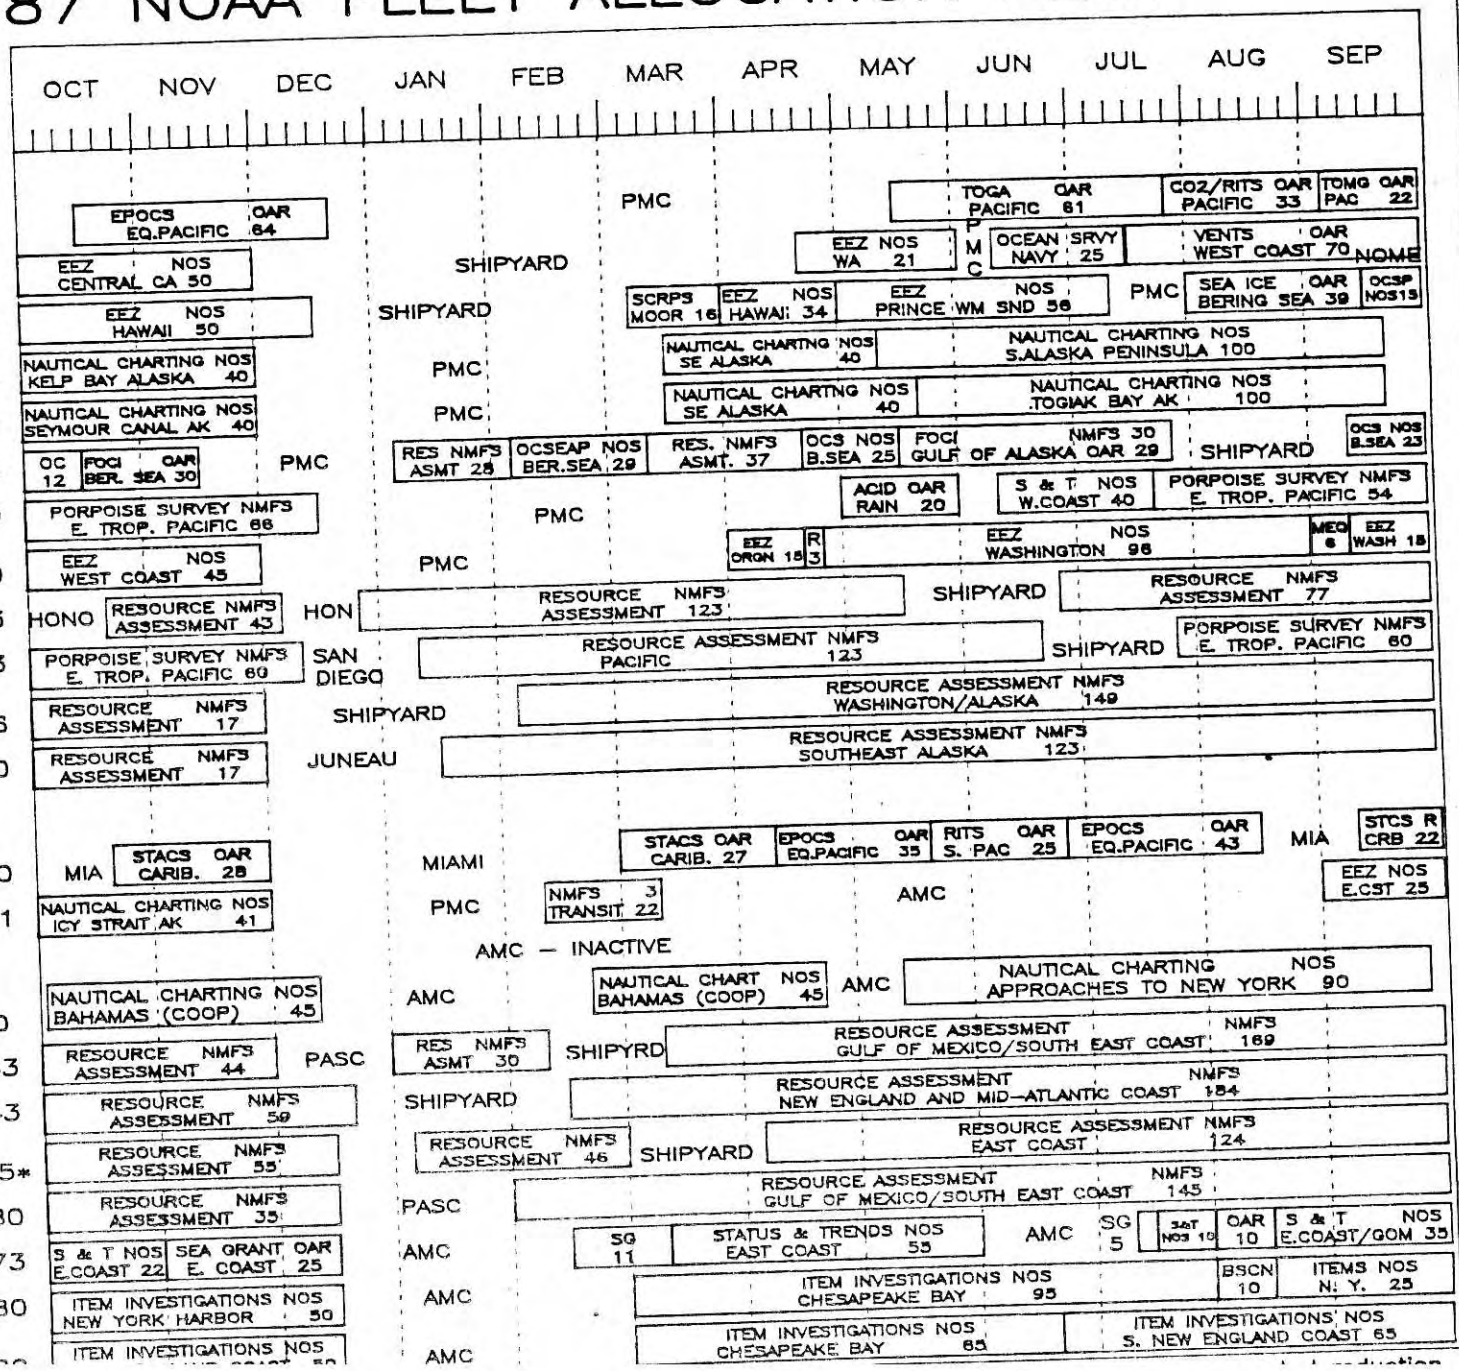 87 NOAA FLEET ALLOCATION
OCT NOV DEC JAN FEB MAR APR MAY JUN JUL AUG SEP
EPOCS OAR
EQ.PACIFIC 64
PMC
TOGA OAR
PACIFIC 61
CO2/RITS OAR
PACIFIC 33
TOMG OAR
PAC 22
EEZ NOS
CENTRAL CA 50
SHIPYARD
EEZ NOS
WA 21
PMC
OCEAN SRVY
NAVY 25
VENTS OAR
WEST COAST 70
NOME
EEZ NOS
HAWAII 50
SHIPYARD
SCRPS
MOOR 16
EEZ NOS
HAWAII 34
EEZ NOS
PRINCE WM SND 56
PMC
SEA ICE OAR
BERING SEA 39
OCSP
NOS15
NAUTICAL CHARTING NOS
KELP BAY ALASKA 40
PMC
NAUTICAL CHARTNG NOS
SE ALASKA 40
NAUTICAL CHARTING NOS
S.ALASKA PENINSULA 100
NAUTICAL CHARTING NOS
SEYMOUR CANAL AK 40
PMC
NAUTICAL CHARTNG NOS
SE ALASKA 40
NAUTICAL CHARTING NOS
TOGIAK BAY AK 100
OC
12
FOCI OAR
BER. SEA 30
PMC
RES NMFS
ASMT 28
OCSEAP NOS
BER.SEA 29
RES. NMFS
ASMT. 37
OCS NOS
B.SEA 25
FOCI NMFS 30
GULF OF ALASKA OAR 29
SHIPYARD
OCS NOS
B.SEA 23
PORPOISE SURVEY NMFS
E. TROP. PACIFIC 66
PMC
ACID OAR
RAIN 20
S & T NOS
W.COAST 40
PORPOISE SURVEY NMFS
E. TROP. PACIFIC 54
EEZ NOS
WEST COAST 45
PMC
EEZ
ORGN 15
R
3
EEZ NOS
WASHINGTON 96
MEQ
6
EEZ
WASH 15
HONO
RESOURCE NMFS
ASSESSMENT 43
HON
RESOURCE NMFS
ASSESSMENT 123
SHIPYARD
RESOURCE NMFS
ASSESSMENT 77
PORPOISE SURVEY NMFS
E. TROP. PACIFIC 60
SAN
DIEGO
RESOURCE ASSESSMENT NMFS
PACIFIC 123
SHIPYARD
PORPOISE SURVEY NMFS
E. TROP. PACIFIC 60
RESOURCE NMFS
ASSESSMENT 17
SHIPYARD
RESOURCE ASSESSMENT NMFS
WASHINGTON/ALASKA 149
RESOURCE NMFS
ASSESSMENT 17
JUNEAU
RESOURCE ASSESSMENT NMFS
SOUTHEAST ALASKA 123
MIA
STACS OAR
CARIB. 28
MIAMI
STACS OAR
CARIB. 27
EPOCS OAR
EQ.PACIFIC 35
RITS OAR
S. PAC 25
EPOCS OAR
EQ.PACIFIC 43
MIA
STCS R
CRB 22
NAUTICAL CHARTING NOS
ICY STRAIT AK 41
PMC
NMFS 3
TRANSIT 22
AMC
EEZ NOS
E.CST 25
AMC - INACTIVE
NAUTICAL CHARTING NOS
BAHAMAS (COOP) 45
AMC
NAUTICAL CHART NOS
BAHAMAS (COOP) 45
AMC
NAUTICAL CHARTING NOS
APPROACHES TO NEW YORK 90
RESOURCE NMFS
ASSESSMENT 44
PASC
RES NMFS
ASMT 30
SHIPYRD
RESOURCE ASSESSMENT NMFS
GULF OF MEXICO/SOUTH EAST COAST 169
RESOURCE NMFS
ASSESSMENT 59
SHIPYARD
RESOURCE ASSESSMENT NMFS
NEW ENGLAND AND MID-ATLANTIC COAST 184
5*
RESOURCE NMFS
ASSESSMENT 55
RESOURCE NMFS
ASSESSMENT 46
SHIPYARD
RESOURCE ASSESSMENT NMFS
EAST COAST 124
80
RESOURCE NMFS
ASSESSMENT 35
PASC
RESOURCE ASSESSMENT NMFS
GULF OF MEXICO/SOUTH EAST COAST 145
73
S & T NOS
E.COAST 22
SEA GRANT OAR
E. COAST 25
AMC
SG
11
STATUS & TRENDS NOS
EAST COAST 55
AMC
SG
5
S&T
NOS 10
OAR
10
S & T NOS
E.COAST/GOM 35
80
ITEM INVESTIGATIONS NOS
NEW YORK HARBOR 50
AMC
ITEM INVESTIGATIONS NOS
CHESAPEAKE BAY 95
BSCN
10
ITEMS NOS
N. Y. 25
ITEM INVESTIGATIONS NOS
AMC
ITEM INVESTIGATIONS NOS
CHESAPEAKE BAY 65
ITEM INVESTIGATIONS NOS
S. NEW ENGLAND COAST 65